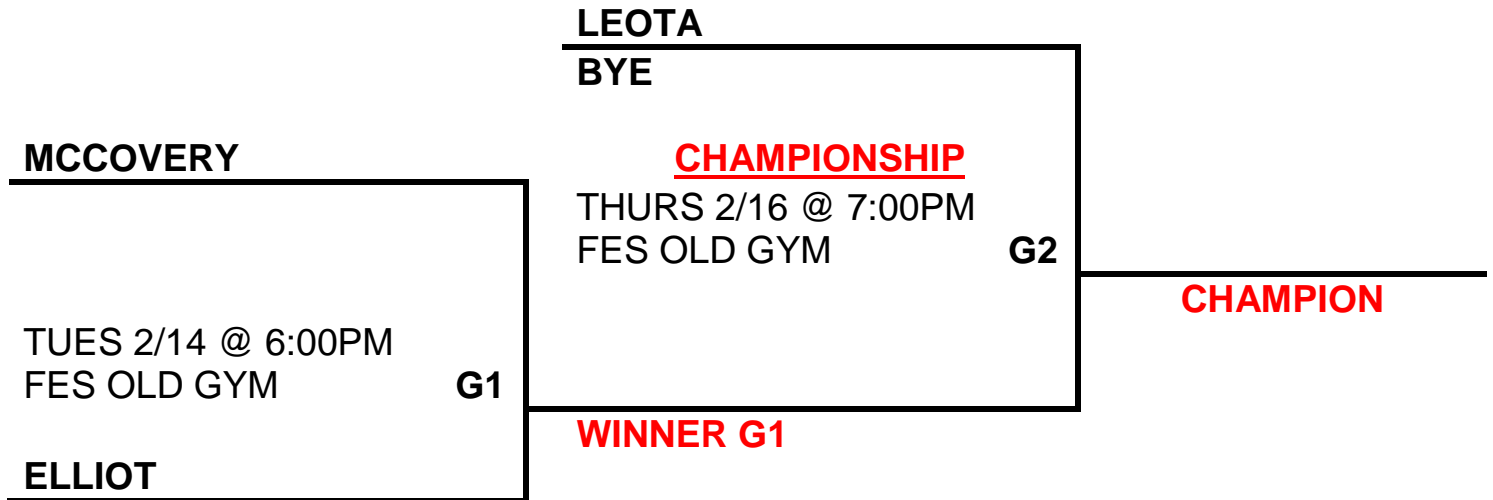 LEOTA
BYE
MCCOVERY
CHAMPIONSHIP
THURS 2/16 @ 7:00PM
FES OLD GYM G2
CHAMPION
TUES 2/14 @ 6:00PM
FES OLD GYM G1
WINNER G1
ELLIOT